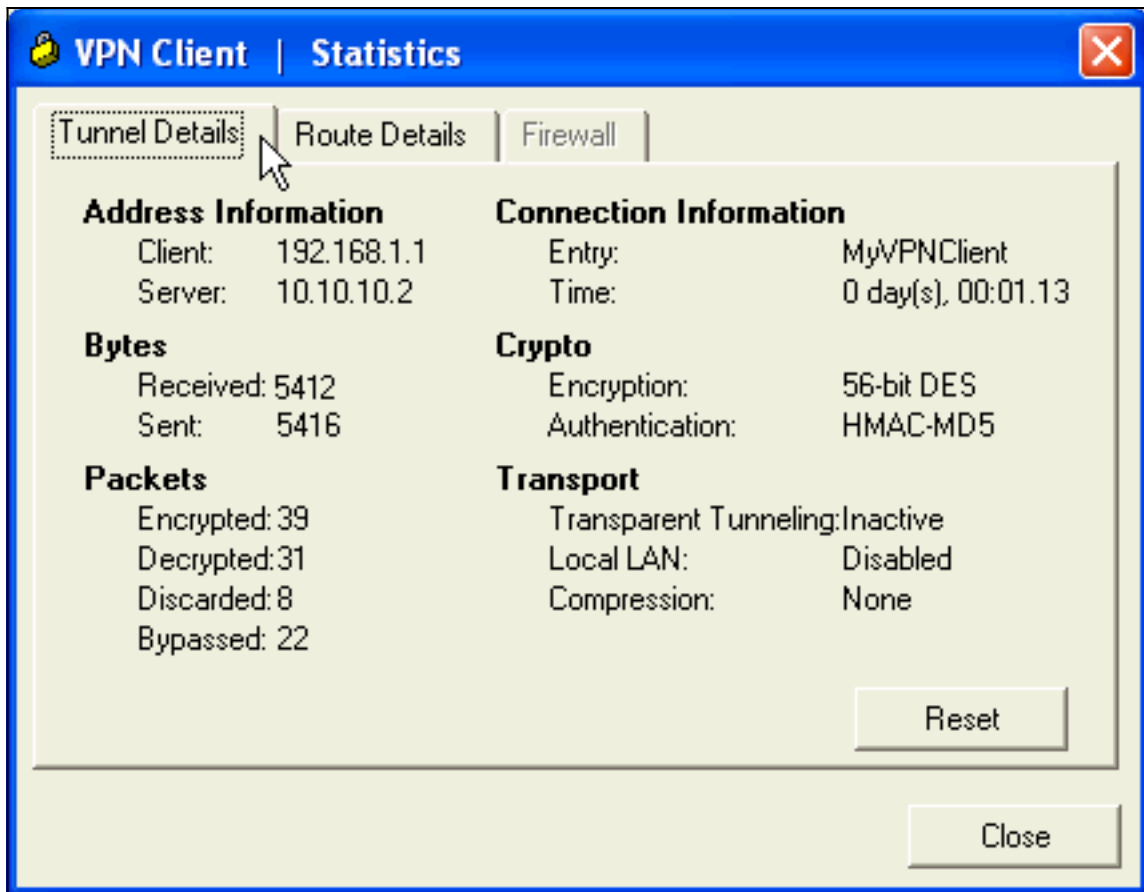 VPN Client | Statistics
Tunnel Details Route Details Firewall
Address Information
Client: 192.168.1.1
Server: 10.10.10.2
Connection Information
Entry: MyVPNClient
Time: 0 day(s), 00:01.13
Bytes
Received: 5412
Sent: 5416
Crypto
Encryption: 56-bit DES
Authentication: HMAC-MD5
Packets
Encrypted: 39
Decrypted: 31
Discarded: 8
Bypassed: 22
Transport
Transparent Tunneling: Inactive
Local LAN: Disabled
Compression: None
Reset
Close